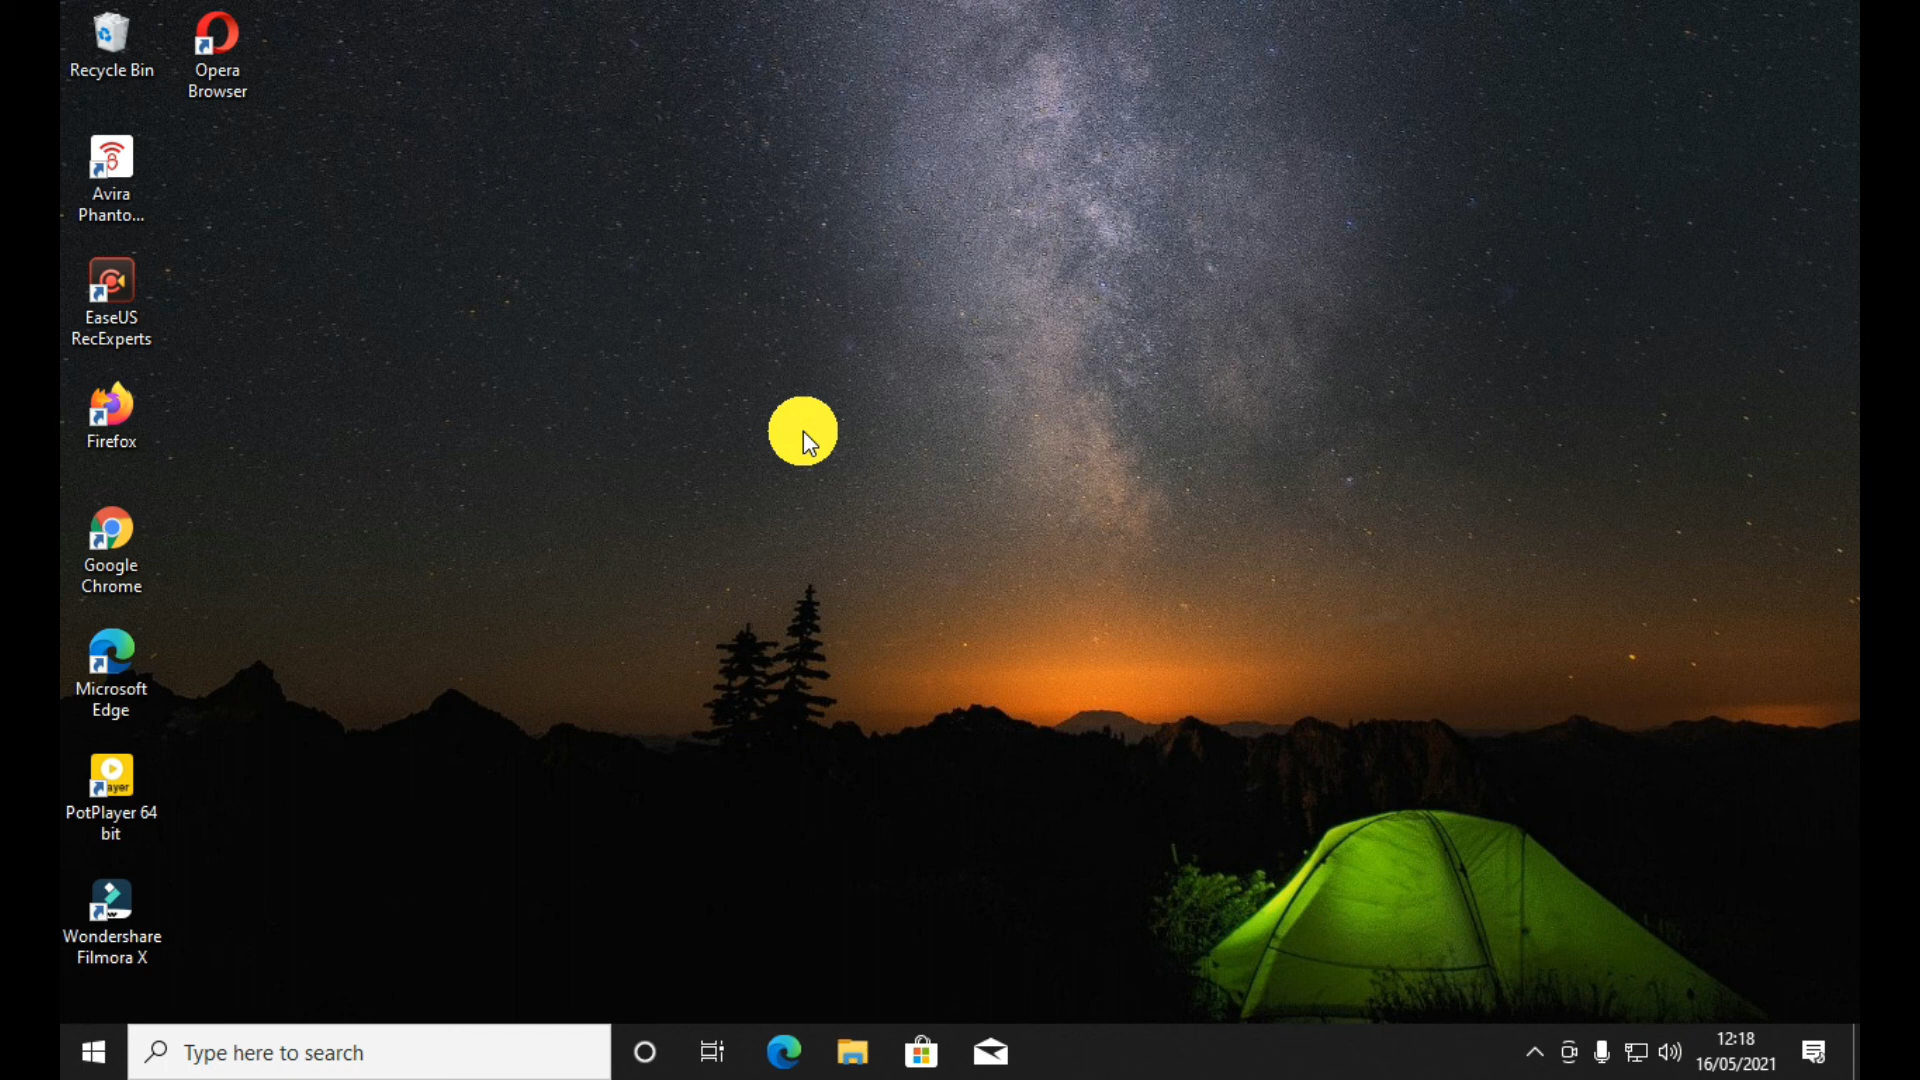 Recycle Bin
Opera
Browser
Avira
Phanto...
EaseUS
RecExperts
Firefox
Google
Chrome
Microsoft
Edge
ayer
PotPlayer 64
bit
Wondershare
Filmora X
Type here to search
12:18
16/05/2021